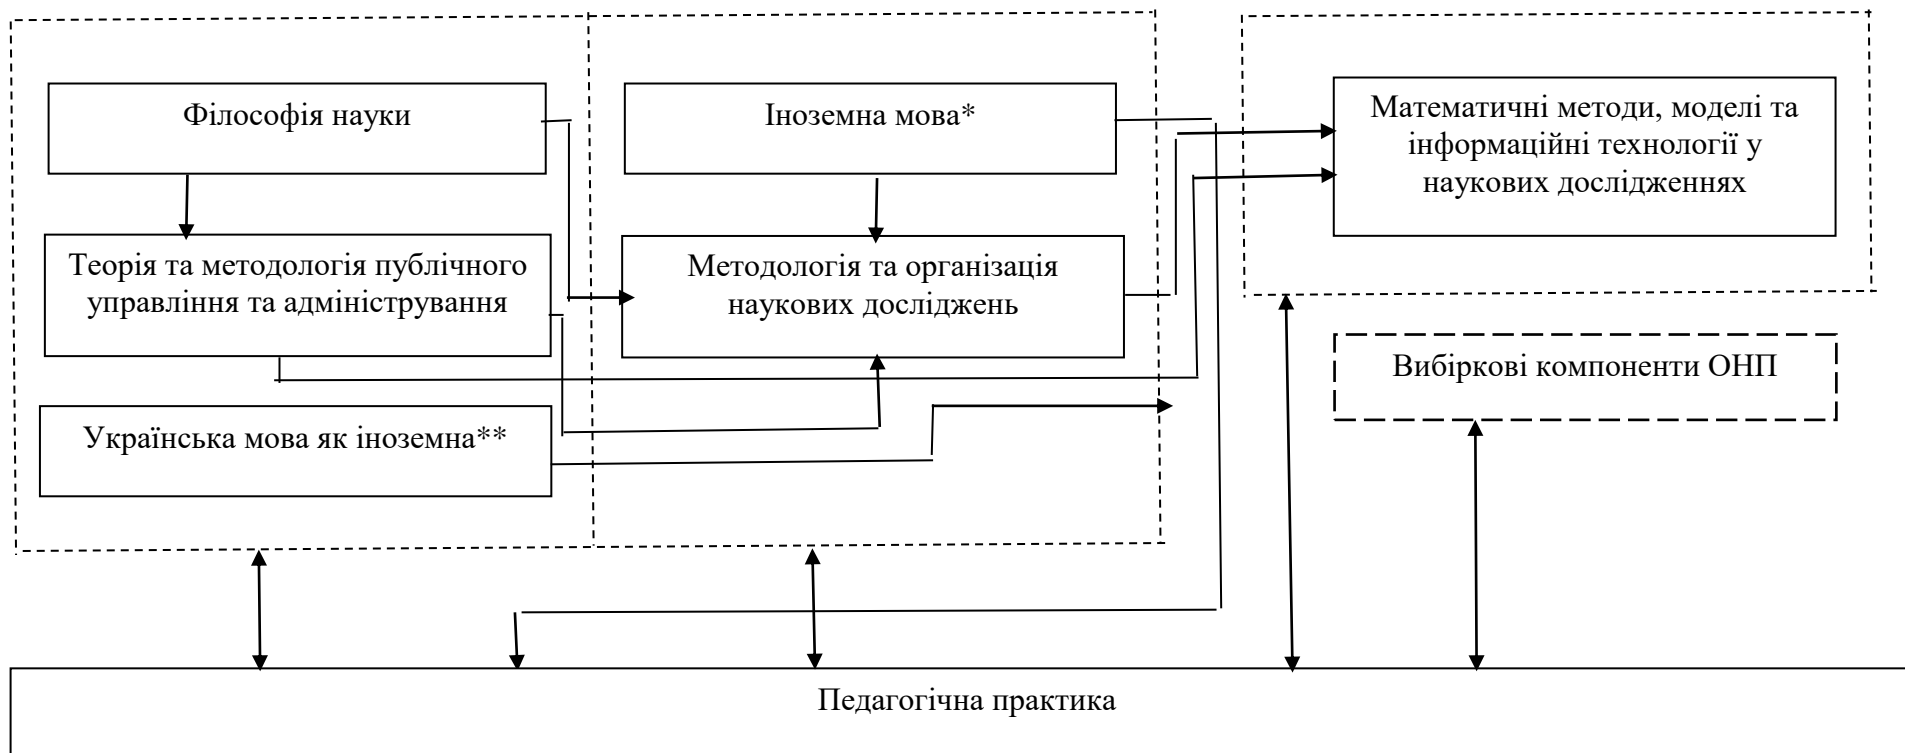 Філософія науки
Іноземна мова*
Математичні методи, моделі та
інформаційні технології у
наукових дослідженнях
Теорія та методологія публічного
управління та адміністрування
Методологія та організація
наукових досліджень
Вибіркові компоненти ОНП
Українська мова як іноземна**
Педагогічна практика